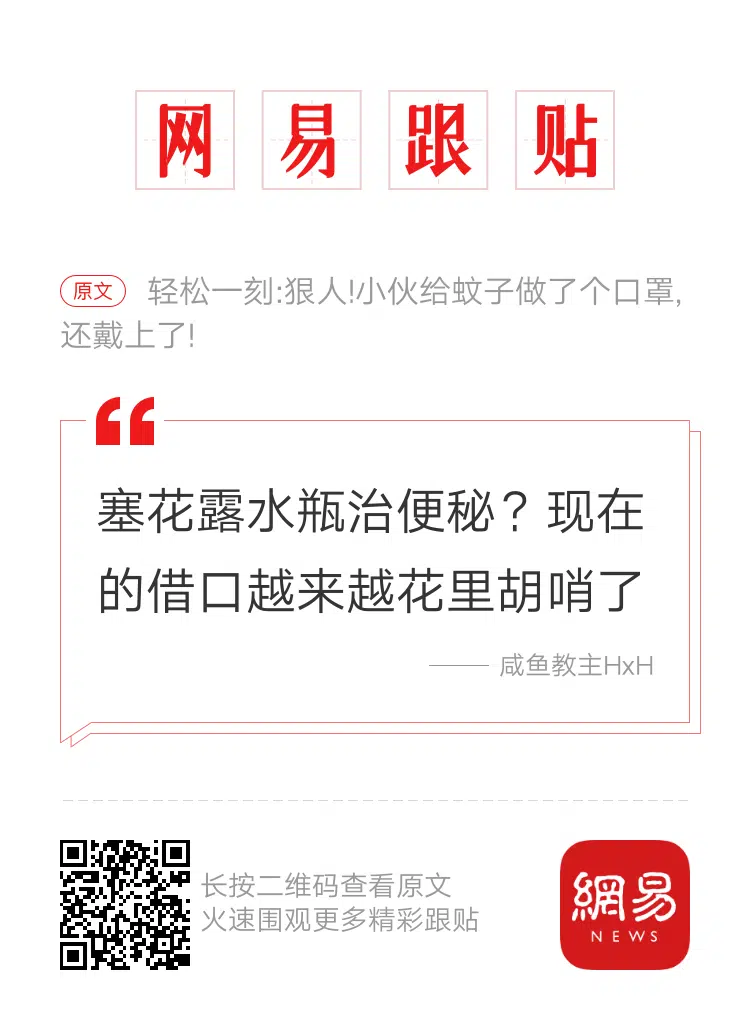 网易跟贴
原文 轻松一刻:狠人!小伙给蚊子做了个口罩,
还戴上了!
塞花露水瓶治便秘？现在
的借口越来越花里胡哨了
—— 咸鱼教主HxH
长按二维码查看原文
火速围观更多精彩跟贴
網易
NEWS